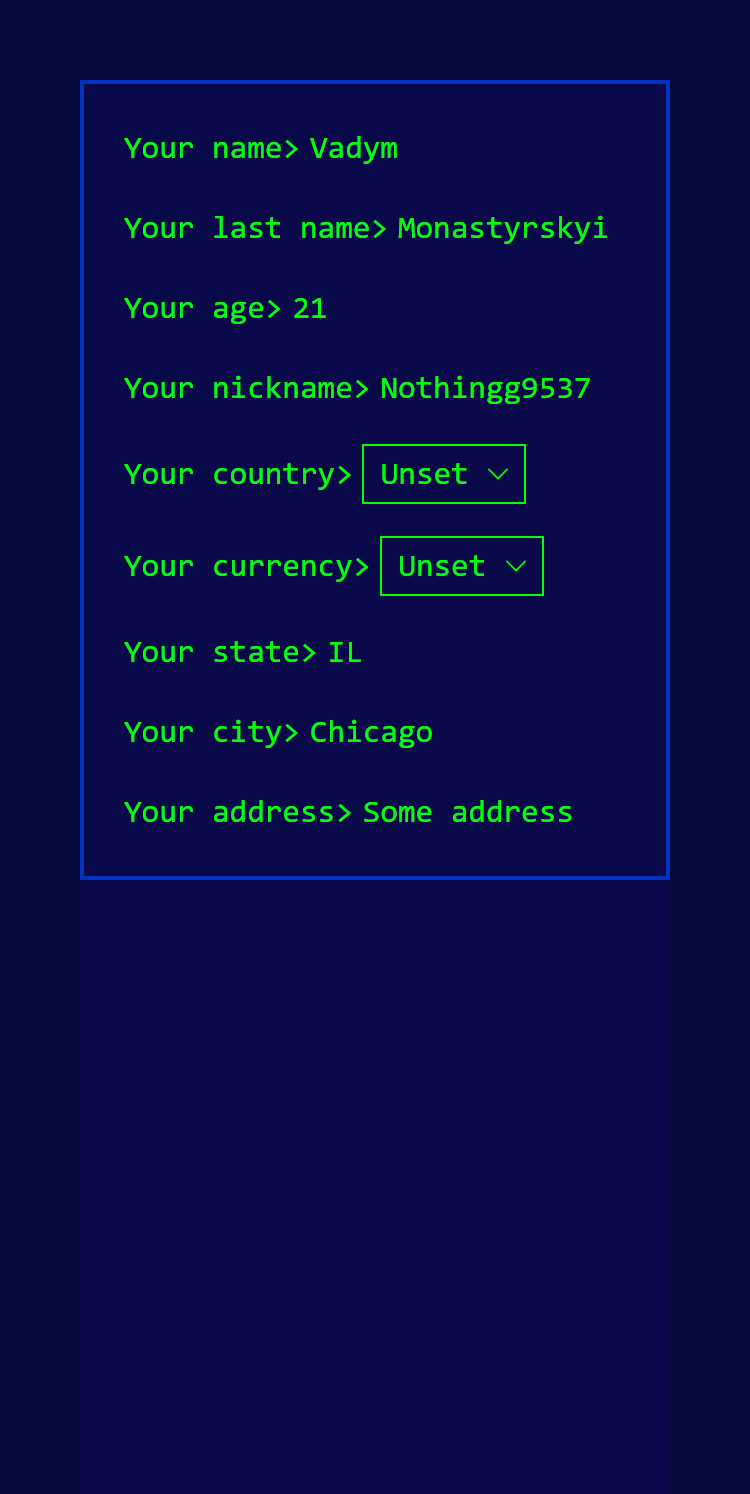 Your name> Vadym
Your last name> Monastyrskyi
Your age> 21
Your nickname> Nothingg9537
Your country> Unset
Your currency> Unset
Your state> IL
Your city> Chicago
Your address> Some address